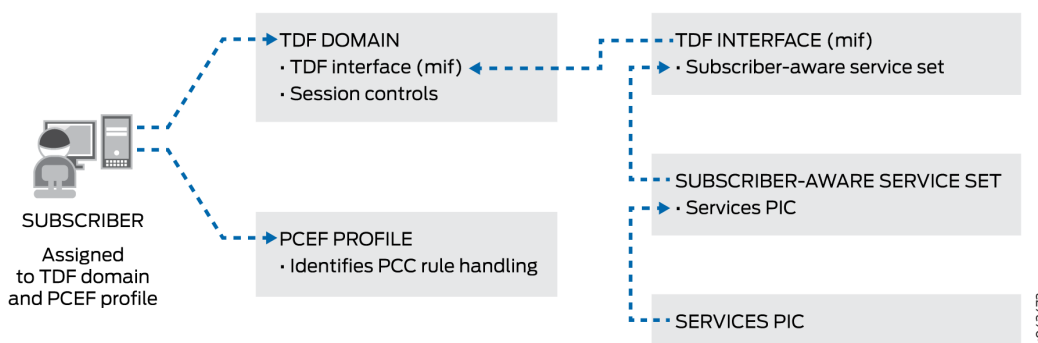 TDF DOMAIN
· TDF interface (mif)
· Session controls
TDF INTERFACE (mif)
· Subscriber-aware service set
SUBSCRIBER
Assigned
to TDF domain
and PCEF profile
PCEF PROFILE
· Identifies PCC rule handling
SUBSCRIBER-AWARE SERVICE SET
· Services PIC
SERVICES PIC